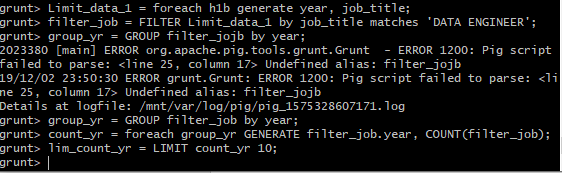 grunt> Limit_data_1 = foreach h1b generate year, job_title;
grunt> filter_job = FILTER Limit_data_1 by job_title matches 'DATA ENGINEER';
grunt> group_yr = GROUP filter_jojb by year;
2023380 [main] ERROR org.apache.pig.tools.grunt.Grunt  - ERROR 1200: Pig script
failed to parse: <line 25, column 17> Undefined alias: filter_jojb
19/12/02 23:50:30 ERROR grunt.Grunt: ERROR 1200: Pig script failed to parse: <li
ne 25, column 17> Undefined alias: filter_jojb
Details at logfile: /mnt/var/log/pig/pig_1575328607171.log
grunt> group_yr = GROUP filter_job by year;
grunt> count_yr = foreach group_yr GENERATE filter_job.year, COUNT(filter_job);
grunt> lim_count_yr = LIMIT count_yr 10;
grunt>